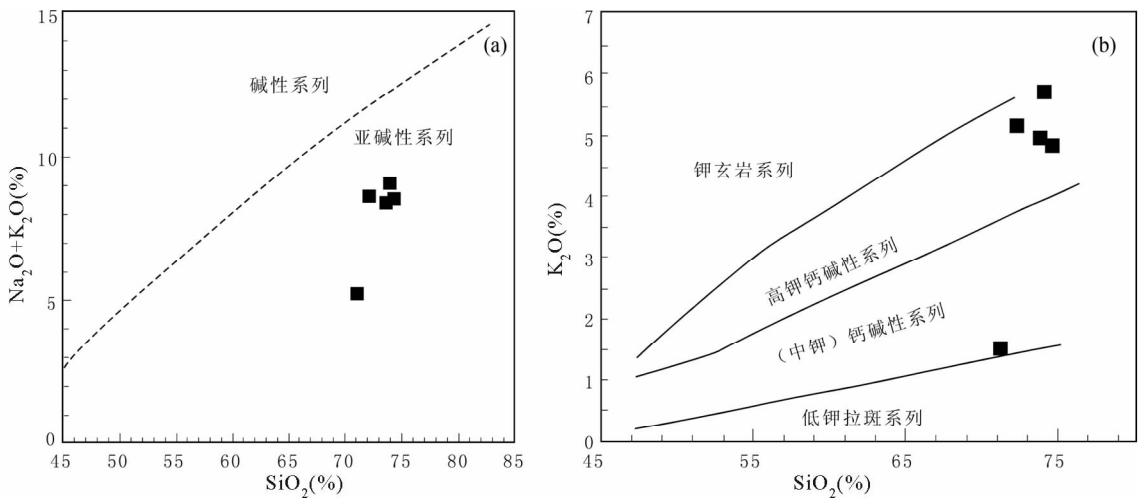 15
10
5
0
45
50
55
60
65
70
75
80
85
Na₂O+K₂O(%)
SiO₂(%)
(a)
碱性系列
亚碱性系列
7
6
5
4
3
2
1
0
45
55
65
75
K₂O(%)
SiO₂(%)
(b)
钾玄岩系列
高钾钙碱性系列
（中钾）钙碱性系列
低钾拉斑系列